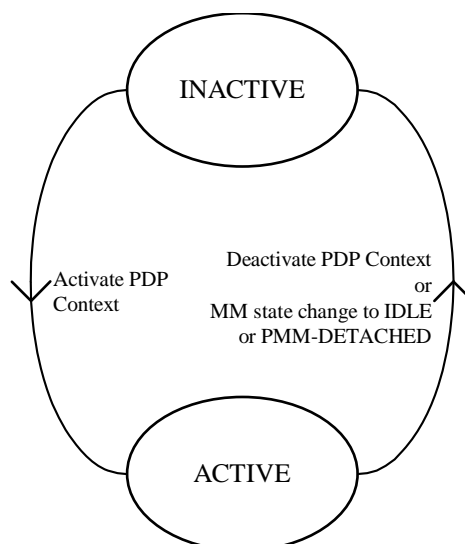 INACTIVE
Activate PDP
Context
Deactivate PDP Context
or
MM state change to IDLE
or PMM-DETACHED
ACTIVE